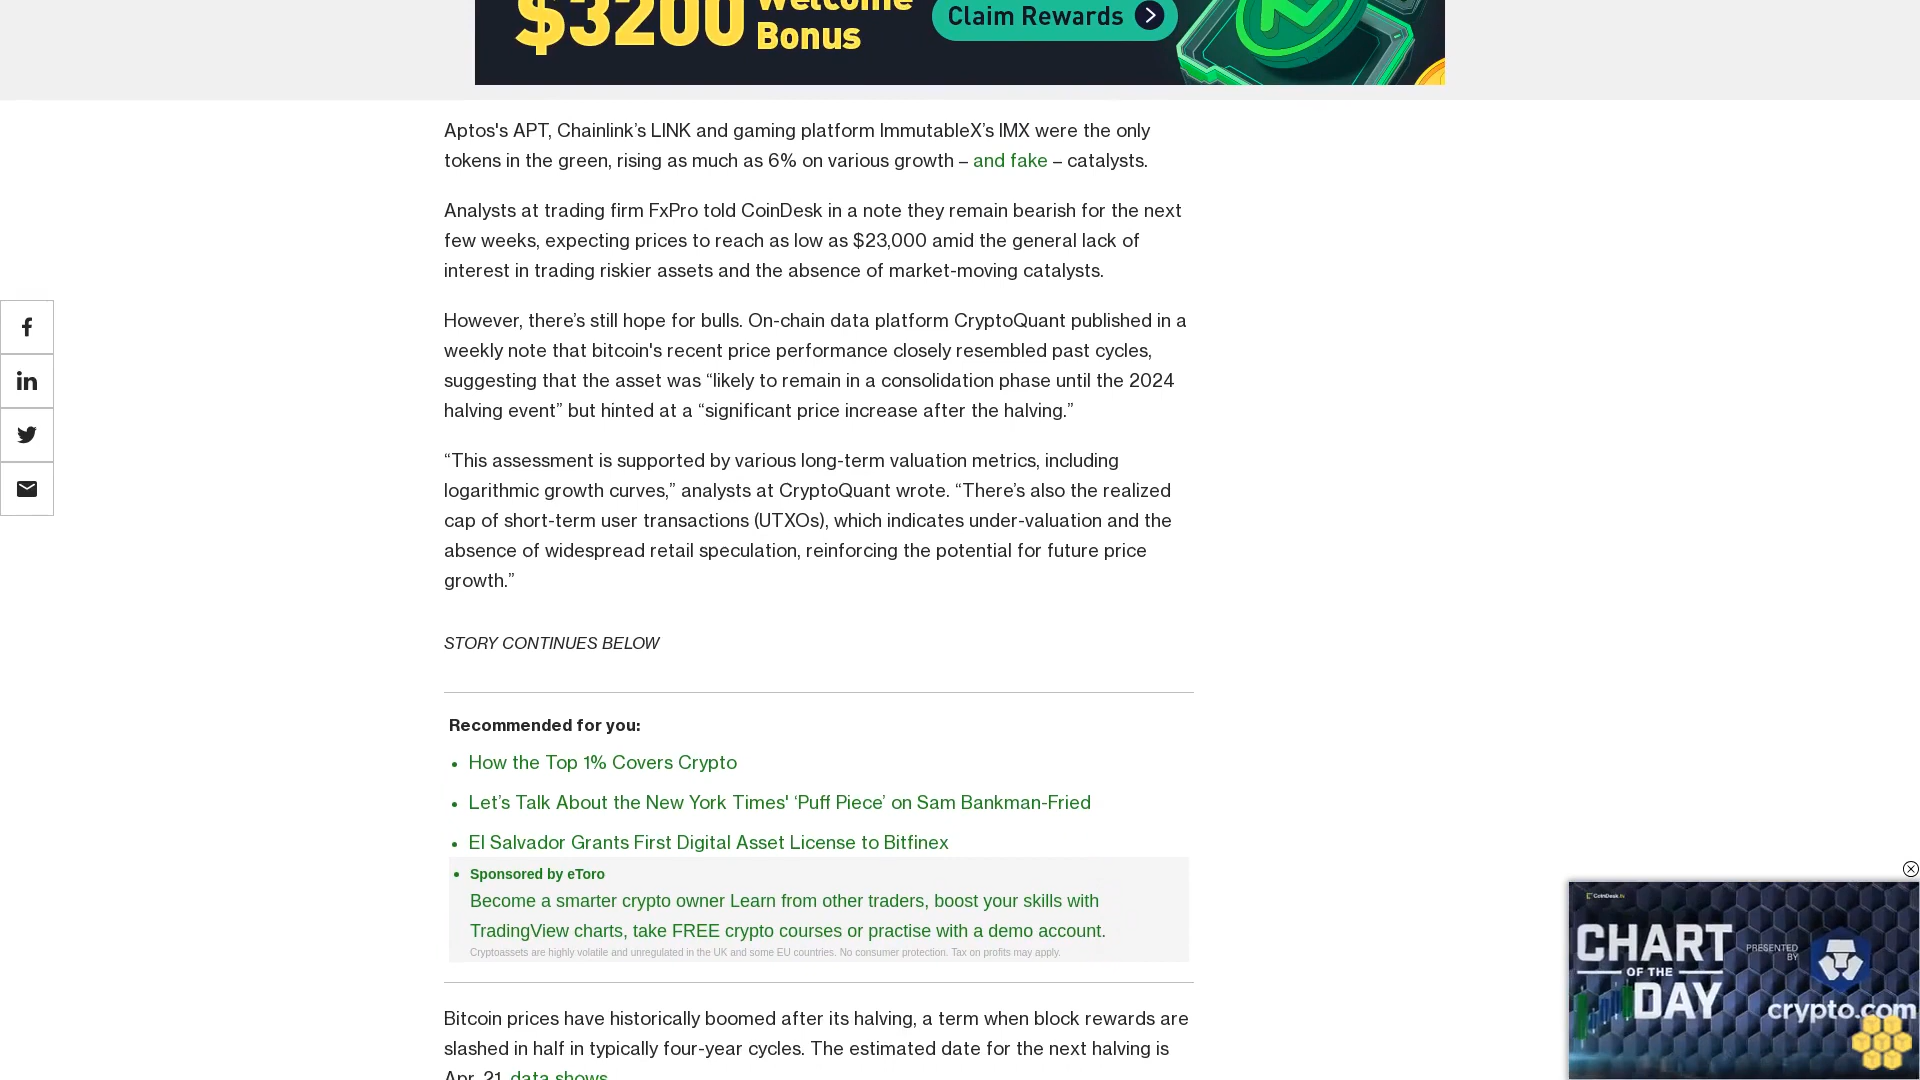 $3200 Welcome
Bonus
Claim Rewards
Aptos's APT, Chainlink’s LINK and gaming platform ImmutableX’s IMX were the only
tokens in the green, rising as much as 6% on various growth – and fake – catalysts.
Analysts at trading firm FxPro told CoinDesk in a note they remain bearish for the next
few weeks, expecting prices to reach as low as $23,000 amid the general lack of
interest in trading riskier assets and the absence of market-moving catalysts.
However, there’s still hope for bulls. On-chain data platform CryptoQuant published in a
weekly note that bitcoin's recent price performance closely resembled past cycles,
suggesting that the asset was “likely to remain in a consolidation phase until the 2024
halving event” but hinted at a “significant price increase after the halving.”
“This assessment is supported by various long-term valuation metrics, including
logarithmic growth curves,” analysts at CryptoQuant wrote. “There’s also the realized
cap of short-term user transactions (UTXOs), which indicates under-valuation and the
absence of widespread retail speculation, reinforcing the potential for future price
growth.”
STORY CONTINUES BELOW
Recommended for you:
• How the Top 1% Covers Crypto
• Let’s Talk About the New York Times' ‘Puff Piece’ on Sam Bankman-Fried
• El Salvador Grants First Digital Asset License to Bitfinex
• Sponsored by eToro
Become a smarter crypto owner Learn from other traders, boost your skills with
TradingView charts, take FREE crypto courses or practise with a demo account.
Cryptoassets are highly volatile and unregulated in the UK and some EU countries. No consumer protection. Tax on profits may apply.
Bitcoin prices have historically boomed after its halving, a term when block rewards are
slashed in half in typically four-year cycles. The estimated date for the next halving is
Apr. 21, data shows.
CHART
OF THE
DAY
PRESENTED
BY
crypto.com